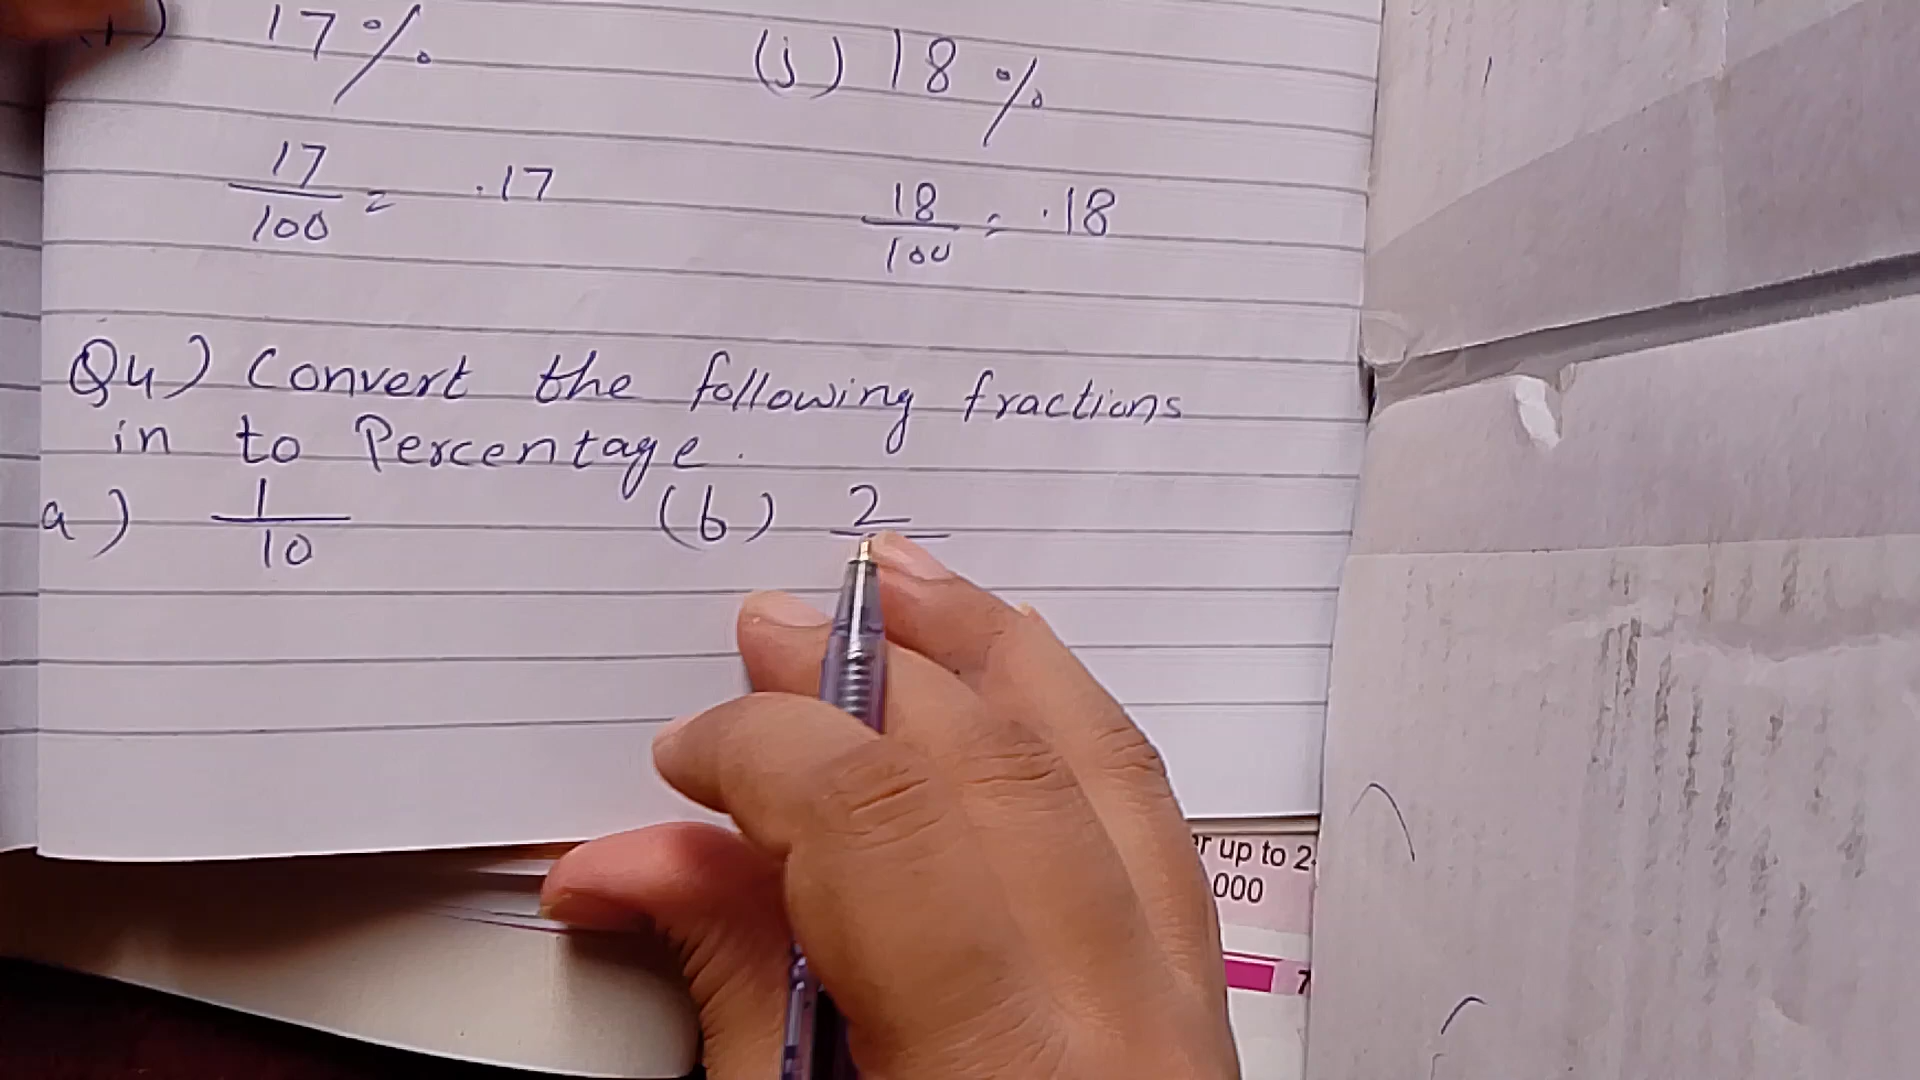 17% (j) 18%
17/100 = .17 18/100 = .18
Q4) Convert the following fractions
in to Percentage.
a) 1/10 (b) 2
up to 2
000
7